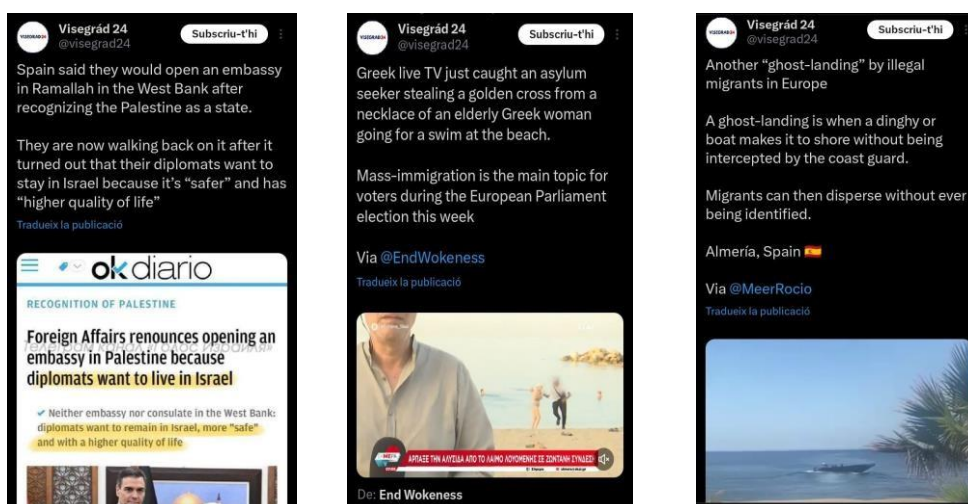 Visegrád 24
@visegrad24
Subscriu-t'hi
Spain said they would open an embassy
in Ramallah in the West Bank after
recognizing the Palestine as a state.
They are now walking back on it after it
turned out that their diplomats want to
stay in Israel because it's “safer” and has
“higher quality of life”
Tradueix la publicació
okdiario
RECOGNITION OF PALESTINE
Foreign Affairs renounces opening an
embassy in Palestine because
diplomats want to live in Israel
Neither embassy nor consulate in the West Bank:
diplomats want to remain in Israel, more "safe"
and with a higher quality of life
Visegrád 24
@visegrad24
Subscriu-t'hi
Greek live TV just caught an asylum
seeker stealing a golden cross from a
necklace of an elderly Greek woman
going for a swim at the beach.
Mass-immigration is the main topic for
voters during the European Parliament
election this week
Via @EndWokeness
Tradueix la publicació
ΑΡΠΑΞΕ ΤΗΝ ΑΛΥΣΙΔΑ ΑΠΟ ΤΟ ΛΑΙΜΟ ΛΟΥΟΜΕΝΗΣ ΣΕ ΖΩΝΤΑΝΗ ΣΥΝΔΕΣΗ
De: End Wokeness
Visegrád 24
@visegrad24
Subscriu-t'hi
Another “ghost-landing” by illegal
migrants in Europe
A ghost-landing is when a dinghy or
boat makes it to shore without being
intercepted by the coast guard.
Migrants can then disperse without ever
being identified.
Almería, Spain 🇪🇸
Via @MeerRocio
Tradueix la publicació